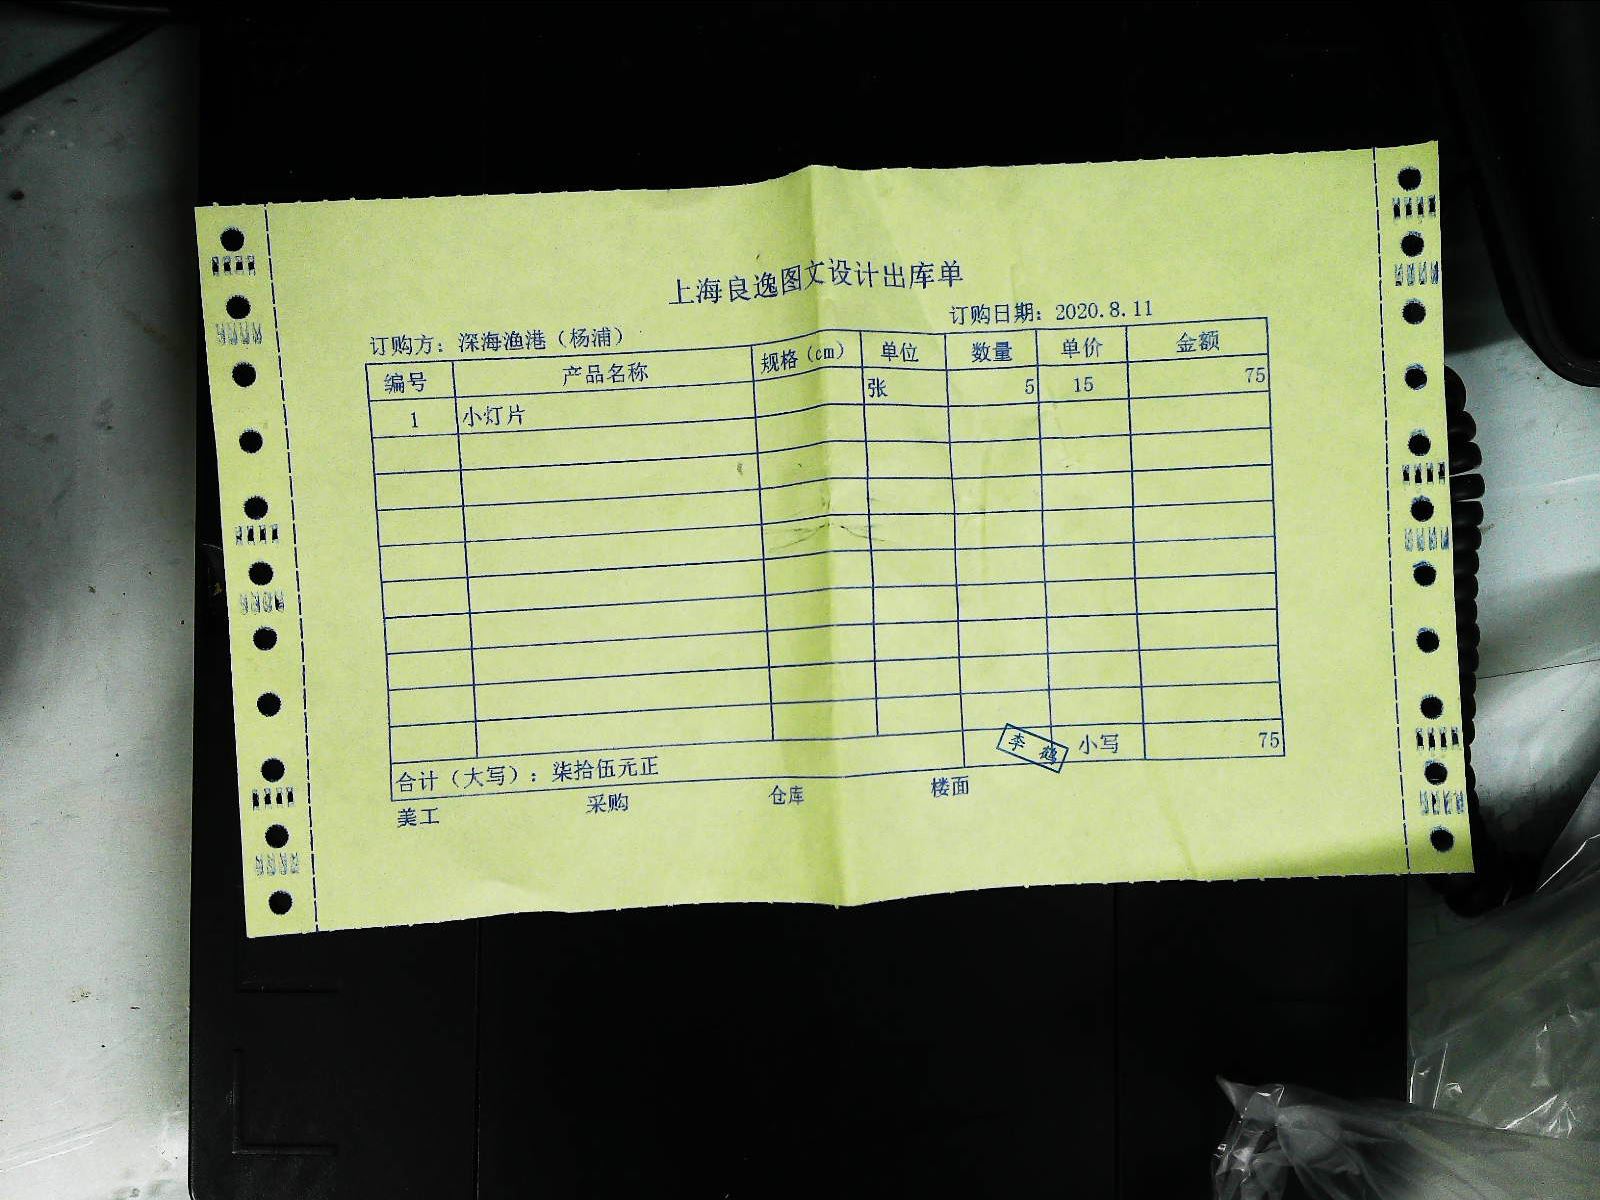 上海良逸图文设计出库单
订购方：深海渔港（杨浦） 订购日期：2020.8.11
编号 产品名称 规格（cm） 单位 数量 单价 金额
1 小灯片 张 5 15 75
合计（大写）：柒拾伍元正 李鹤 小写 75
美工 采购 仓库 楼面